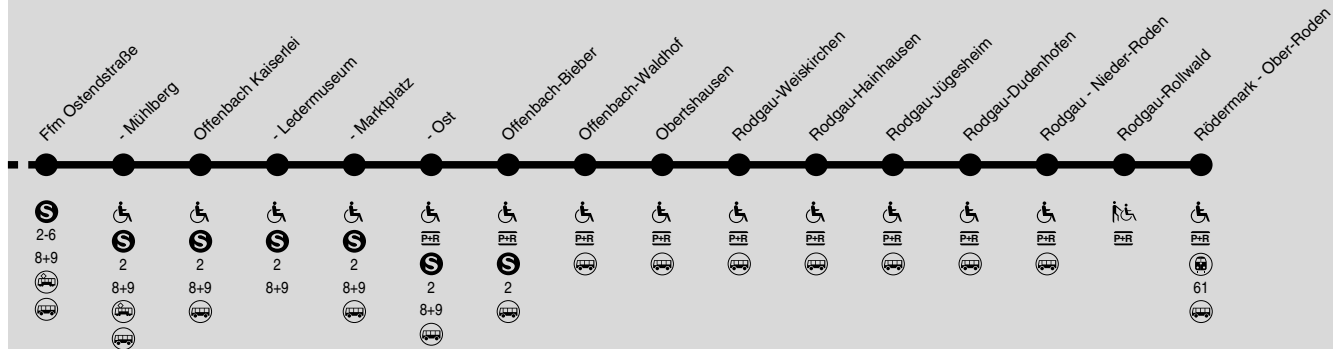 Ffm Ostendstraße
- Mühlberg
Offenbach Kaiserlei
- Ledermuseum
- Marktplatz
- Ost
Offenbach-Bieber
Offenbach-Waldhof
Obertshausen
Rodgau-Weiskirchen
Rodgau-Hainhausen
Rodgau-Jügesheim
Rodgau-Dudenhofen
Rodgau - Nieder-Roden
Rodgau-Rollwald
Rödermark - Ober-Roden
S
2-6
8+9
S
2
8+9
S
2
8+9
S
2
8+9
S
2
8+9
P+R
S
2
8+9
P+R
S
2
P+R
P+R
P+R
P+R
P+R
P+R
P+R
P+R
P+R
61